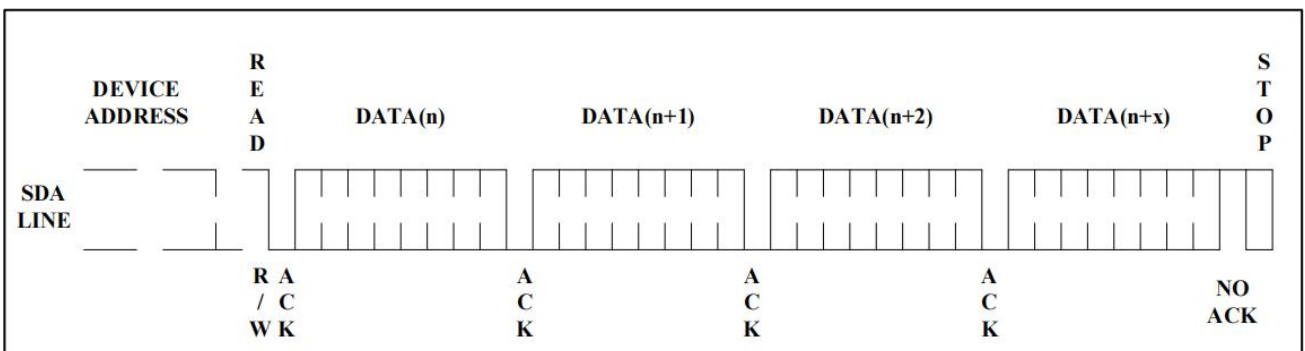 READ
STOP
DEVICE
ADDRESS
DATA(n)
DATA(n+1)
DATA(n+2)
DATA(n+x)
SDA
LINE
R/W
ACK
ACK
ACK
ACK
NO
ACK